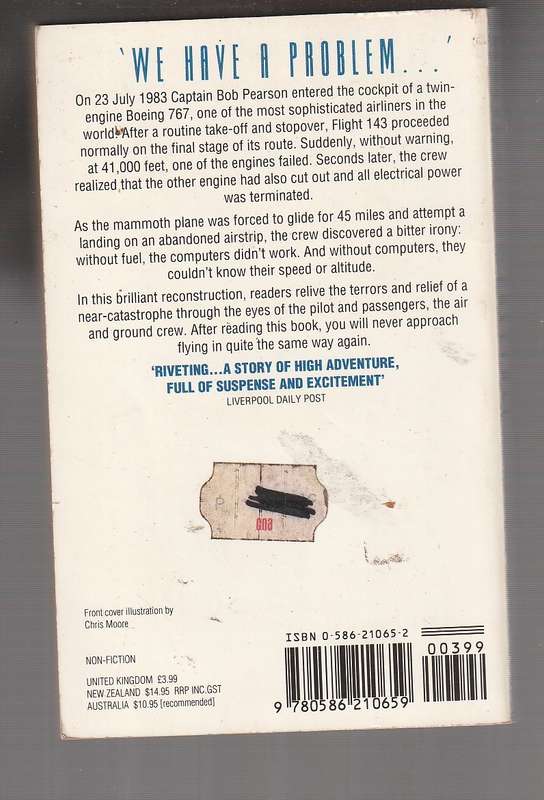 'WE HAVE A PROBLEM...'
On 23 July 1983 Captain Bob Pearson entered the cockpit of a twin-
engine Boeing 767, one of the most sophisticated airliners in the
world. After a routine take-off and stopover, Flight 143 proceeded
normally on the final stage of its route. Suddenly, without warning,
at 41,000 feet, one of the engines failed. Seconds later, the crew
realized that the other engine had also cut out and all electrical power
was terminated.
As the mammoth plane was forced to glide for 45 miles and attempt a
landing on an abandoned airstrip, the crew discovered a bitter irony:
without fuel, the computers didn't work. And without computers, they
couldn't know their speed or altitude.
In this brilliant reconstruction, readers relive the terrors and relief of a
near-catastrophe through the eyes of the pilot and passengers, the air
and ground crew. After reading this book, you will never approach
flying in quite the same way again.
'RIVETING...A STORY OF HIGH ADVENTURE,
FULL OF SUSPENSE AND EXCITEMENT'
LIVERPOOL DAILY POST
Front cover illustration by
Chris Moore
NON-FICTION
UNITED KINGDOM £3.99
NEW ZEALAND $14.95 RRP INC.GST
AUSTRALIA $10.95 [recommended]
ISBN 0-586-21065-2
00399
9 780586 210659